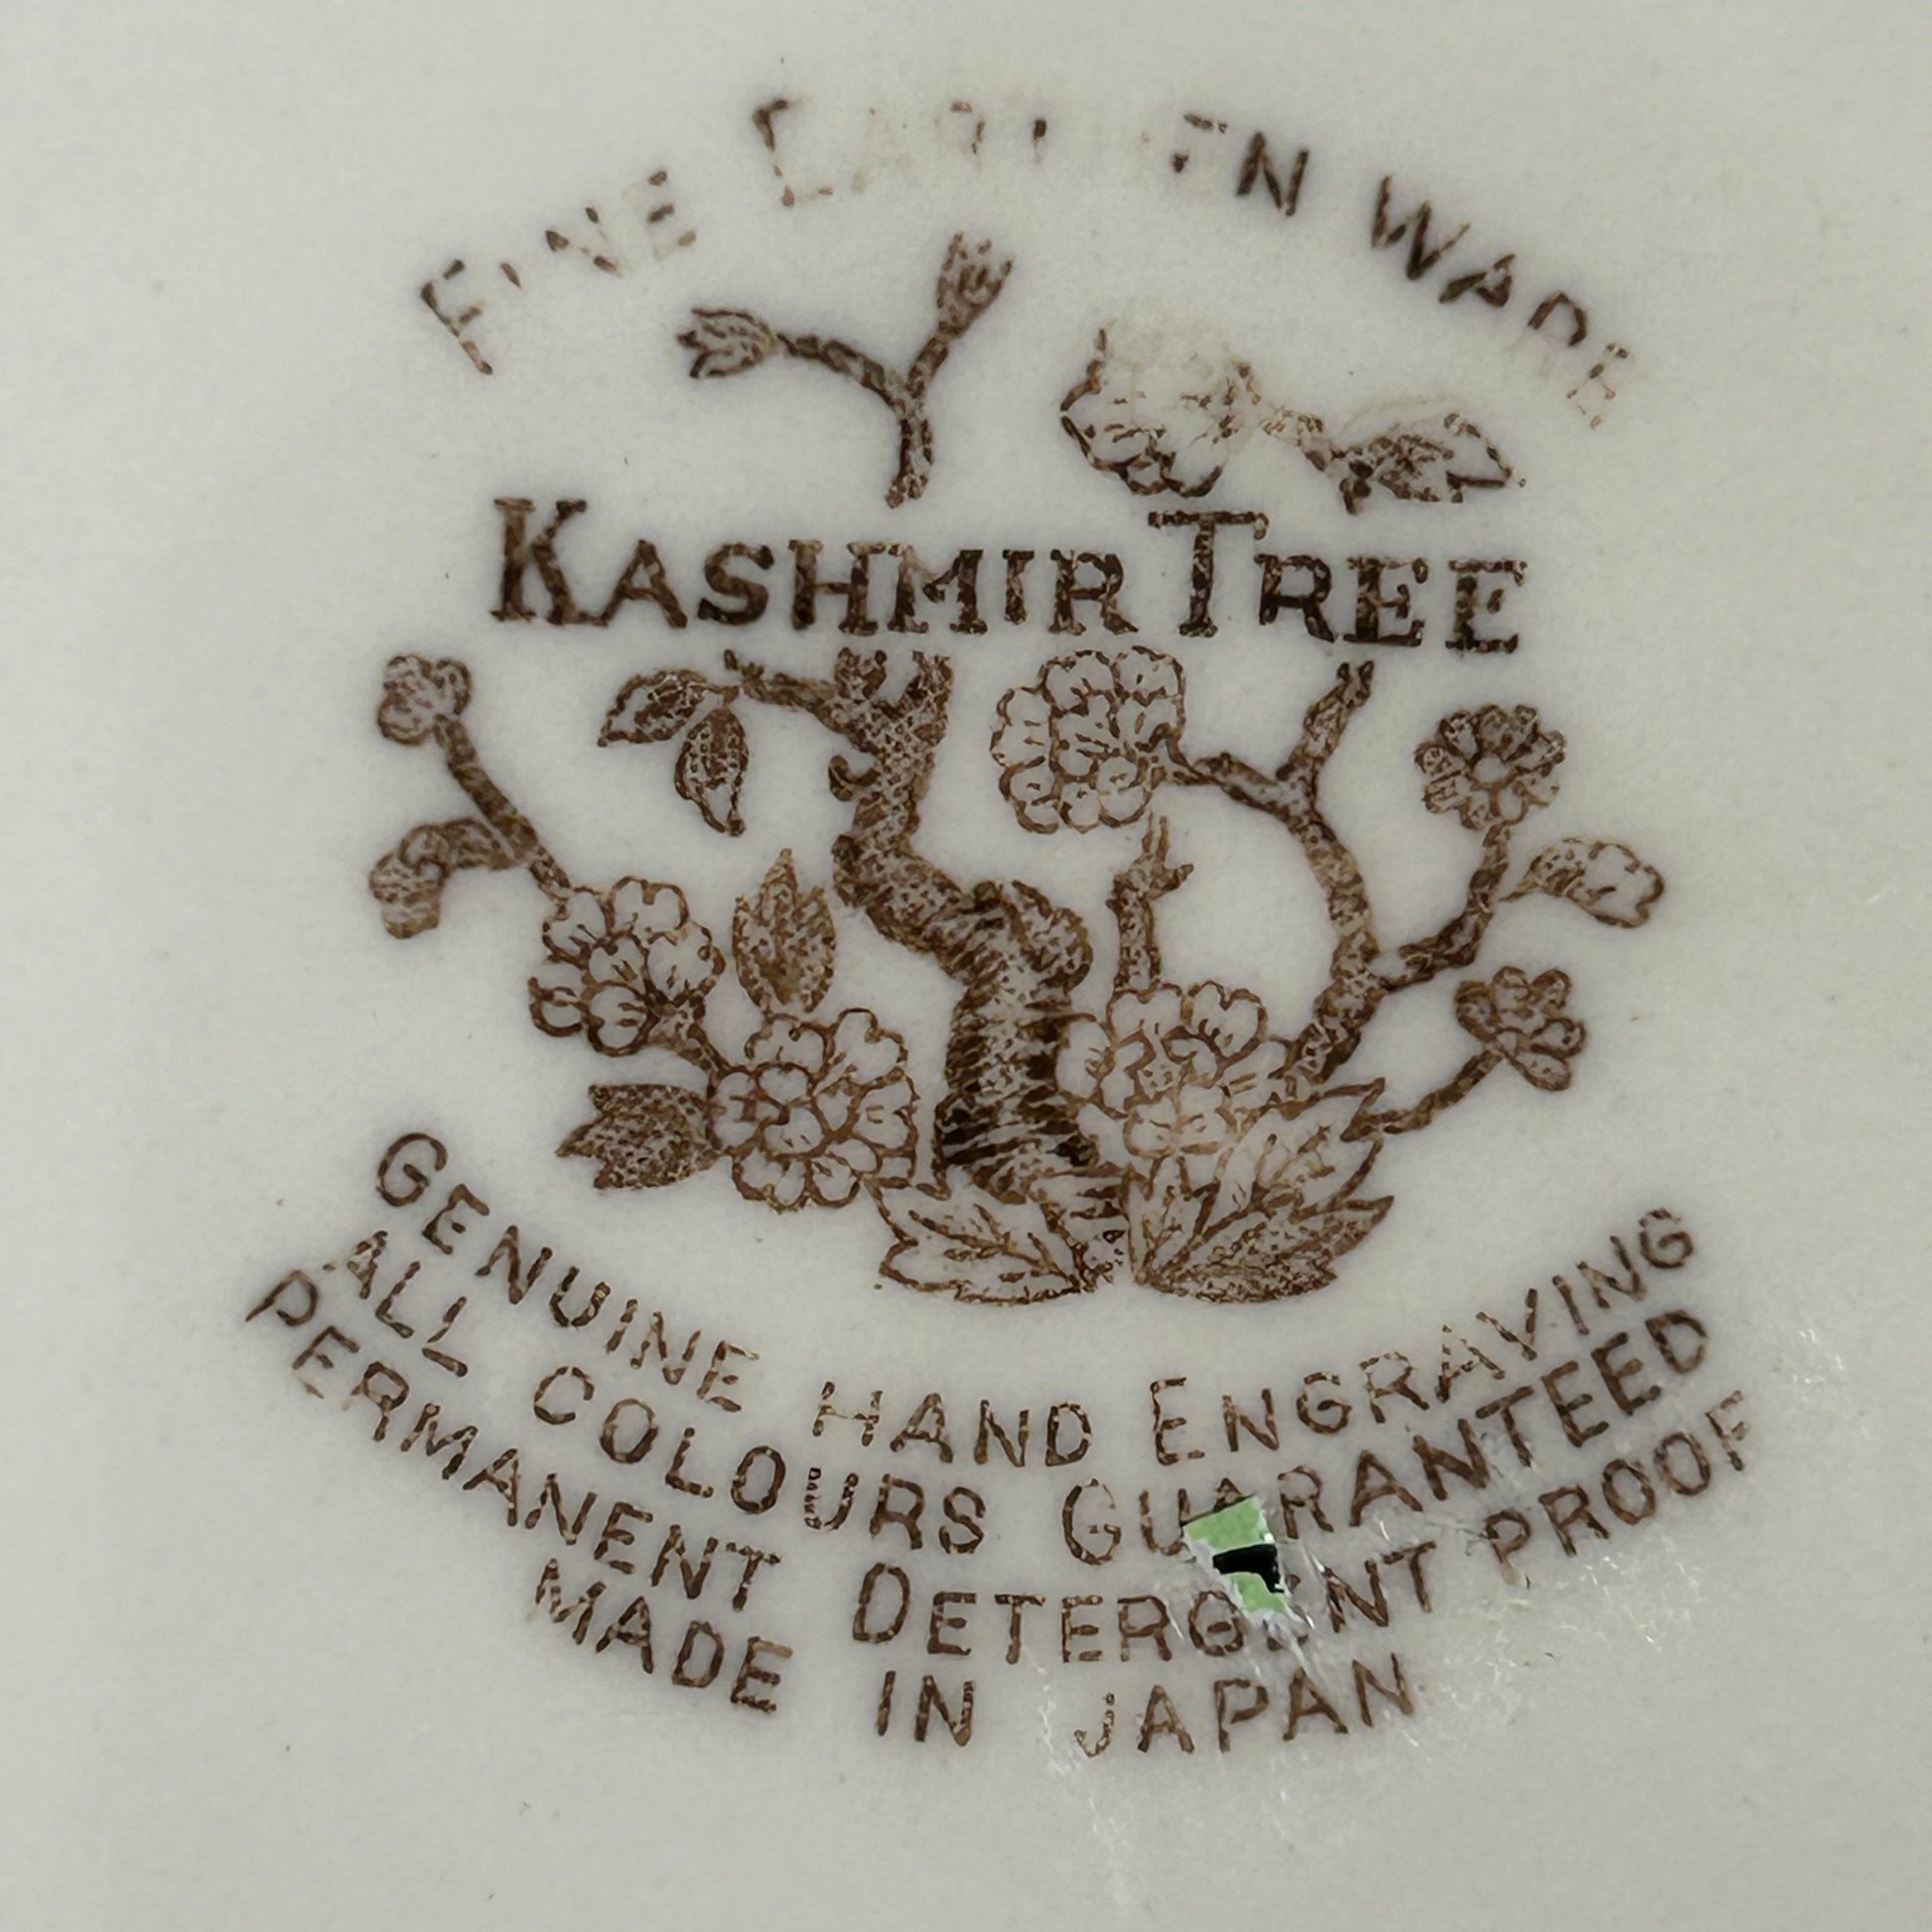 FINE EARTHEN WARE
KASHMIR TREE
GENUINE HAND ENGRAVING
ALL COLOURS GUARANTEED
PERMANENT DETERGENT PROOF
MADE IN JAPAN